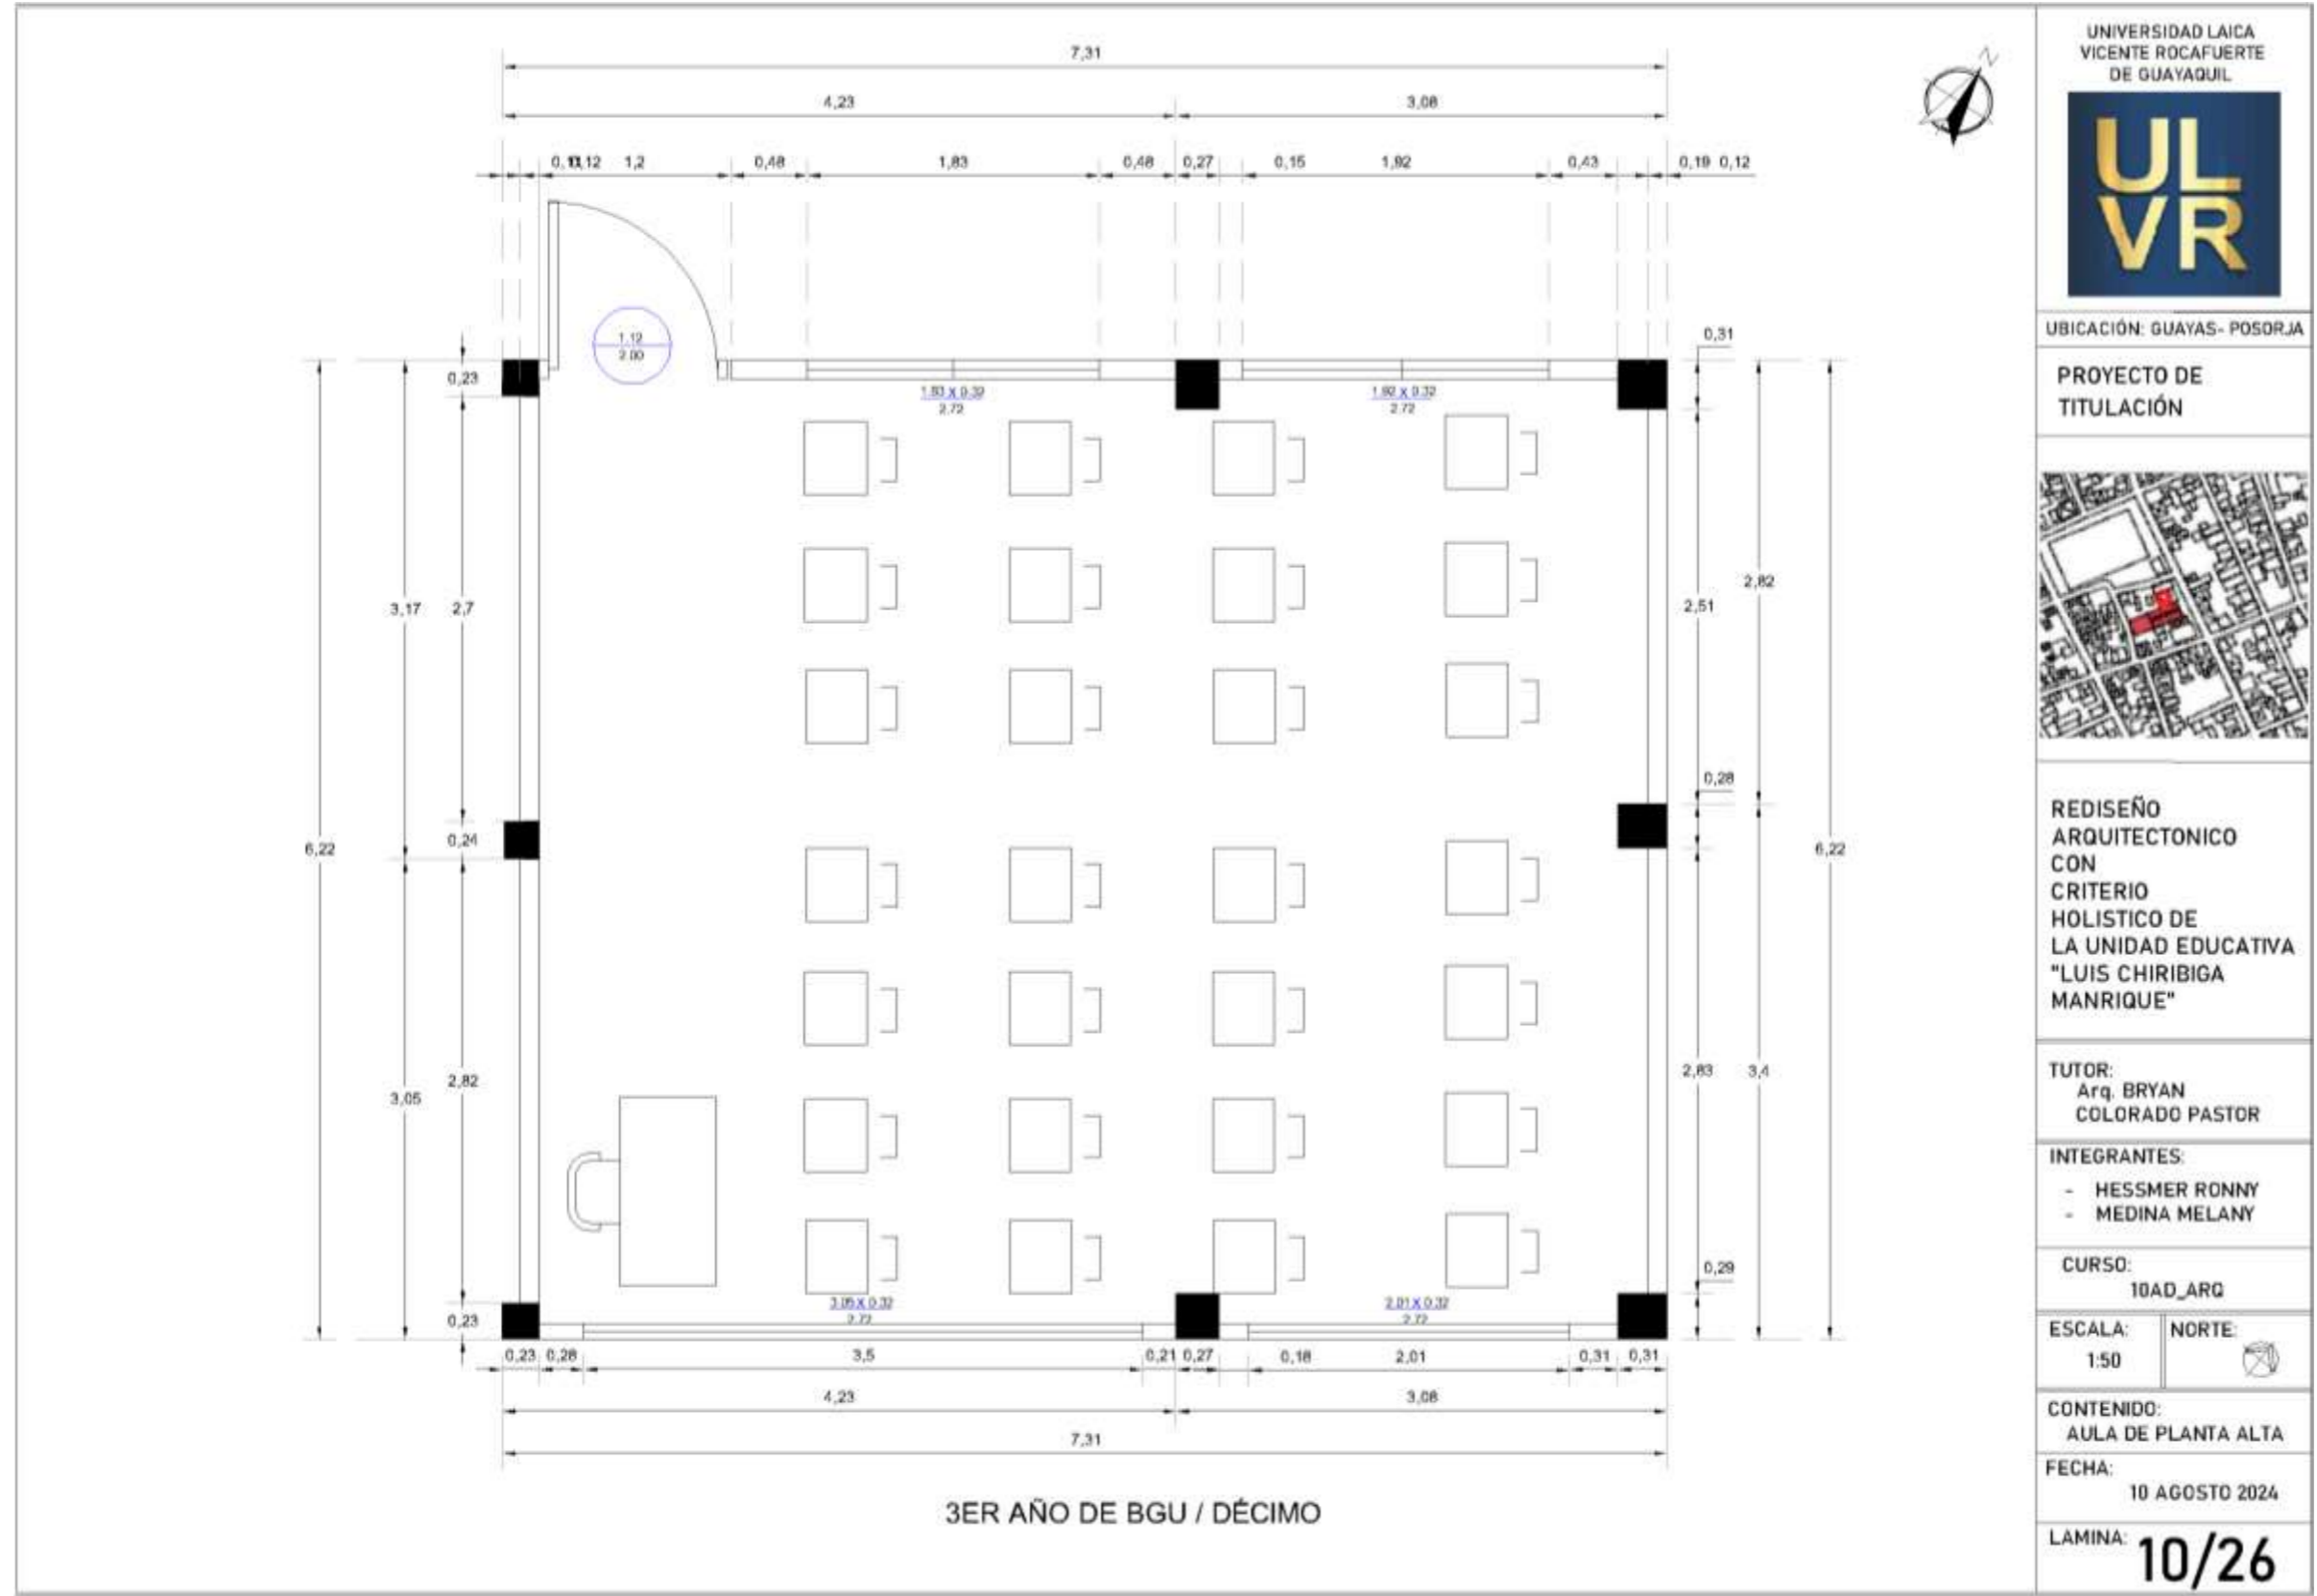 7,31
4,23 3,08
1,2 0,48 1,83 0,48 0,27 0,15 1,92 0,43 0,19 0,12
1.12
2.00
0,31
0,23
1.83 X 0.32
2.72
1.92 X 0.32
2.72
3,17 2,7 2,51 2,82
0,28
0,24
6,22 6,22
3,05 2,82 2,83 3,4
0,29
0,23
2.72
2.01 X 0.32
2.72
0,23 0,28 3,5 0,21 0,27 0,18 2,01 0,31 0,31
4,23 3,08
7,31
3ER AÑO DE BGU / DÉCIMO
N
UNIVERSIDAD LAICA
VICENTE ROCAFUERTE
DE GUAYAQUIL
UL
VR
UBICACIÓN: GUAYAS- POSORJA
PROYECTO DE
TITULACIÓN
REDISEÑO
ARQUITECTONICO
CON
CRITERIO
HOLISTICO DE
LA UNIDAD EDUCATIVA
"LUIS CHIRIBIGA
MANRIQUE"
TUTOR:
Arq. BRYAN
COLORADO PASTOR
INTEGRANTES:
- HESSMER RONNY
- MEDINA MELANY
CURSO:
10AD_ARQ
ESCALA: NORTE:
1:50
CONTENIDO:
AULA DE PLANTA ALTA
FECHA:
10 AGOSTO 2024
LAMINA: 10/26